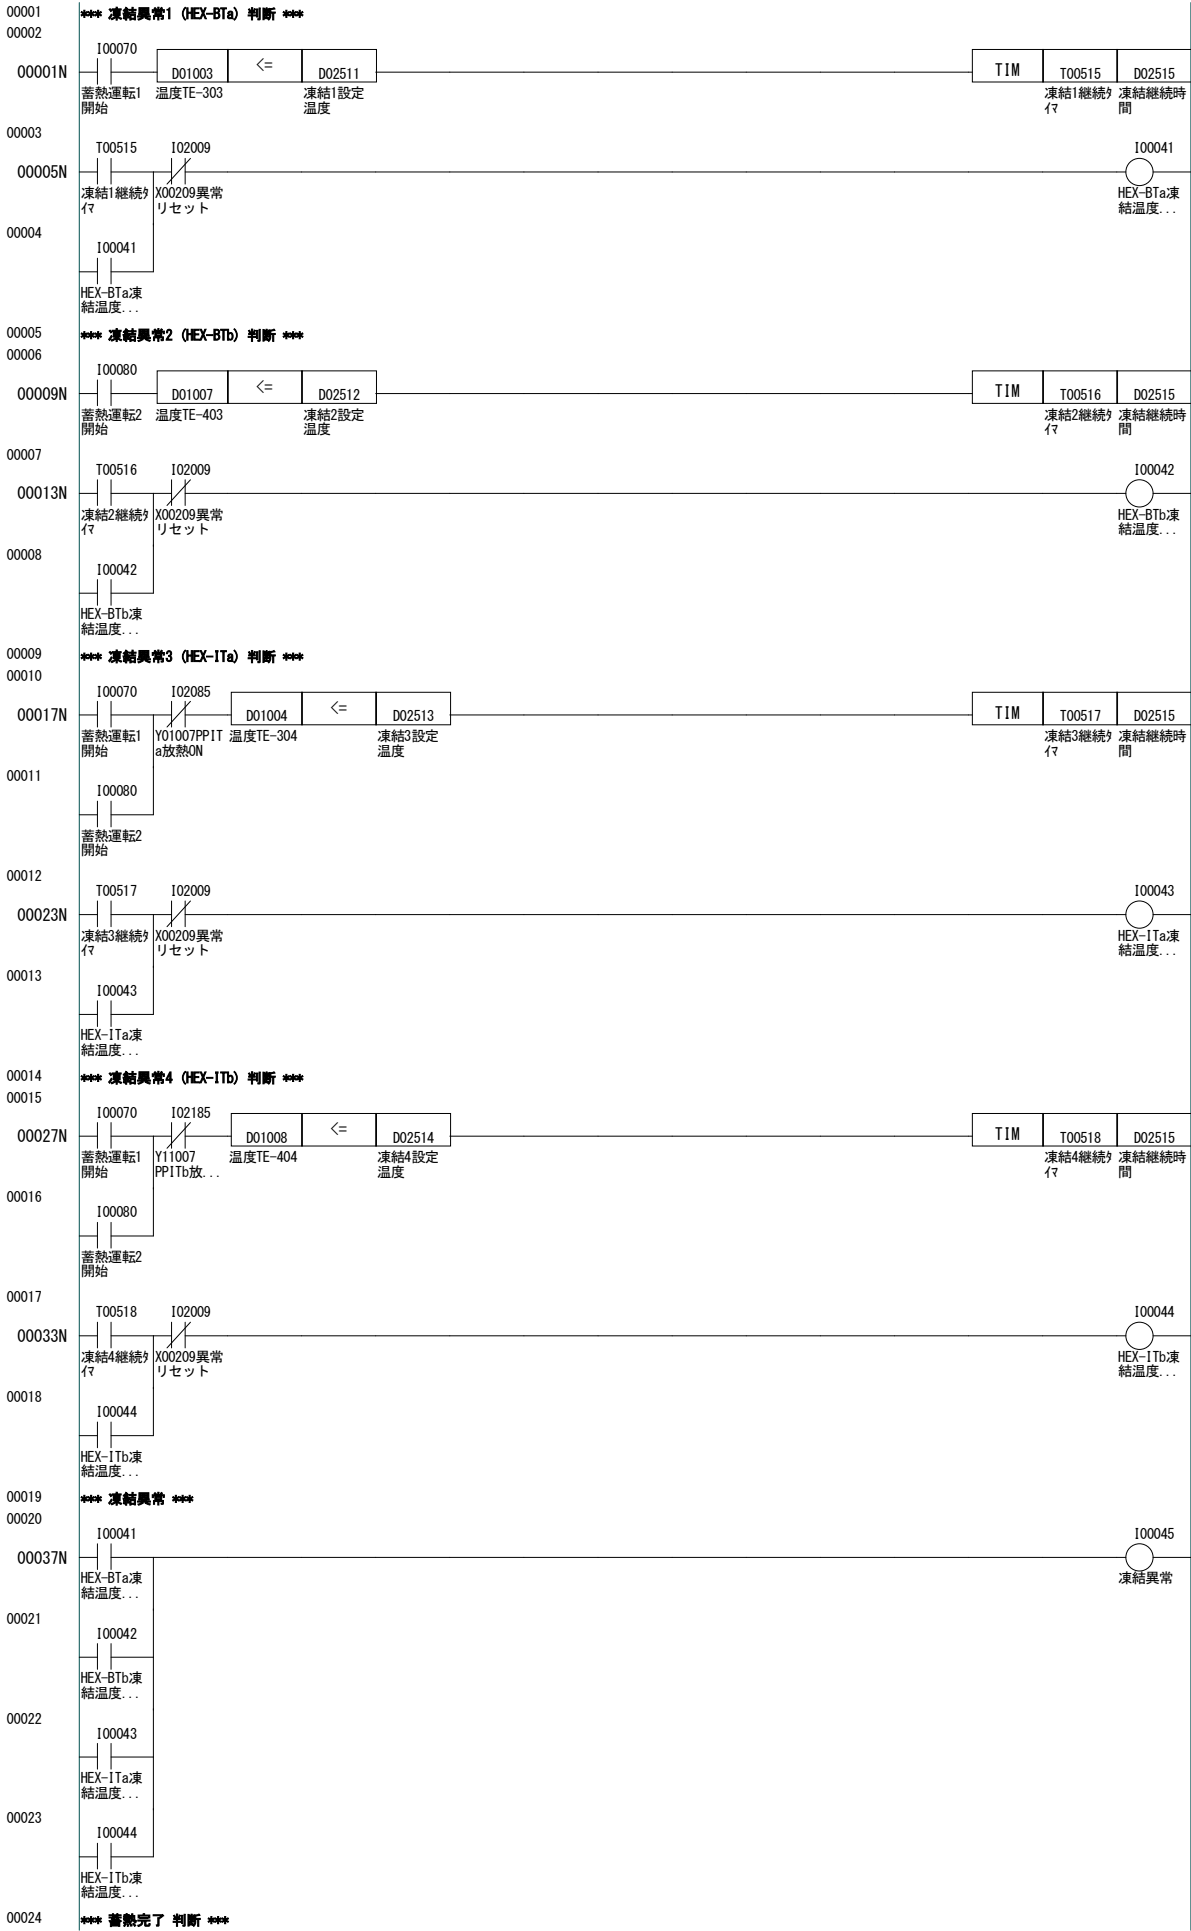 00001 *** 凍結異常1 (HEX-BTa) 判断 ***
00002
I00070
00001N D01003 <= D02511 TIM T00515 D02515
蓄熱運転1 温度TE-303 凍結1設定 凍結1継続ﾀ 凍結継続時
開始 温度 ｲﾏ 間
00003
T00515 I02009 I00041
00005N
凍結1継続ﾀ X00209異常 HEX-BTa凍
ｲﾏ リセット 結温度...
00004
I00041
HEX-BTa凍
結温度...
00005 *** 凍結異常2 (HEX-BTb) 判断 ***
00006
I00080
00009N D01007 <= D02512 TIM T00516 D02515
蓄熱運転2 温度TE-403 凍結2設定 凍結2継続ﾀ 凍結継続時
開始 温度 ｲﾏ 間
00007
T00516 I02009 I00042
00013N
凍結2継続ﾀ X00209異常 HEX-BTb凍
ｲﾏ リセット 結温度...
00008
I00042
HEX-BTb凍
結温度...
00009 *** 凍結異常3 (HEX-ITa) 判断 ***
00010
I00070 I02085
00017N D01004 <= D02513 TIM T00517 D02515
蓄熱運転1 Y01007PPIT 温度TE-304 凍結3設定 凍結3継続ﾀ 凍結継続時
開始 a放熱ON 温度 ｲﾏ 間
00011
I00080
蓄熱運転2
開始
00012
T00517 I02009 I00043
00023N
凍結3継続ﾀ X00209異常 HEX-ITa凍
ｲﾏ リセット 結温度...
00013
I00043
HEX-ITa凍
結温度...
00014 *** 凍結異常4 (HEX-ITb) 判断 ***
00015
I00070 I02185
00027N D01008 <= D02514 TIM T00518 D02515
蓄熱運転1 Y11007 温度TE-404 凍結4設定 凍結4継続ﾀ 凍結継続時
開始 PPITb放... 温度 ｲﾏ 間
00016
I00080
蓄熱運転2
開始
00017
T00518 I02009 I00044
00033N
凍結4継続ﾀ X00209異常 HEX-ITb凍
ｲﾏ リセット 結温度...
00018
I00044
HEX-ITb凍
結温度...
00019 *** 凍結異常 ***
00020
I00041 I00045
00037N
HEX-BTa凍 凍結異常
結温度...
00021
I00042
HEX-BTb凍
結温度...
00022
I00043
HEX-ITa凍
結温度...
00023
I00044
HEX-ITb凍
結温度...
00024 *** 蓄熱完了 判断 ***